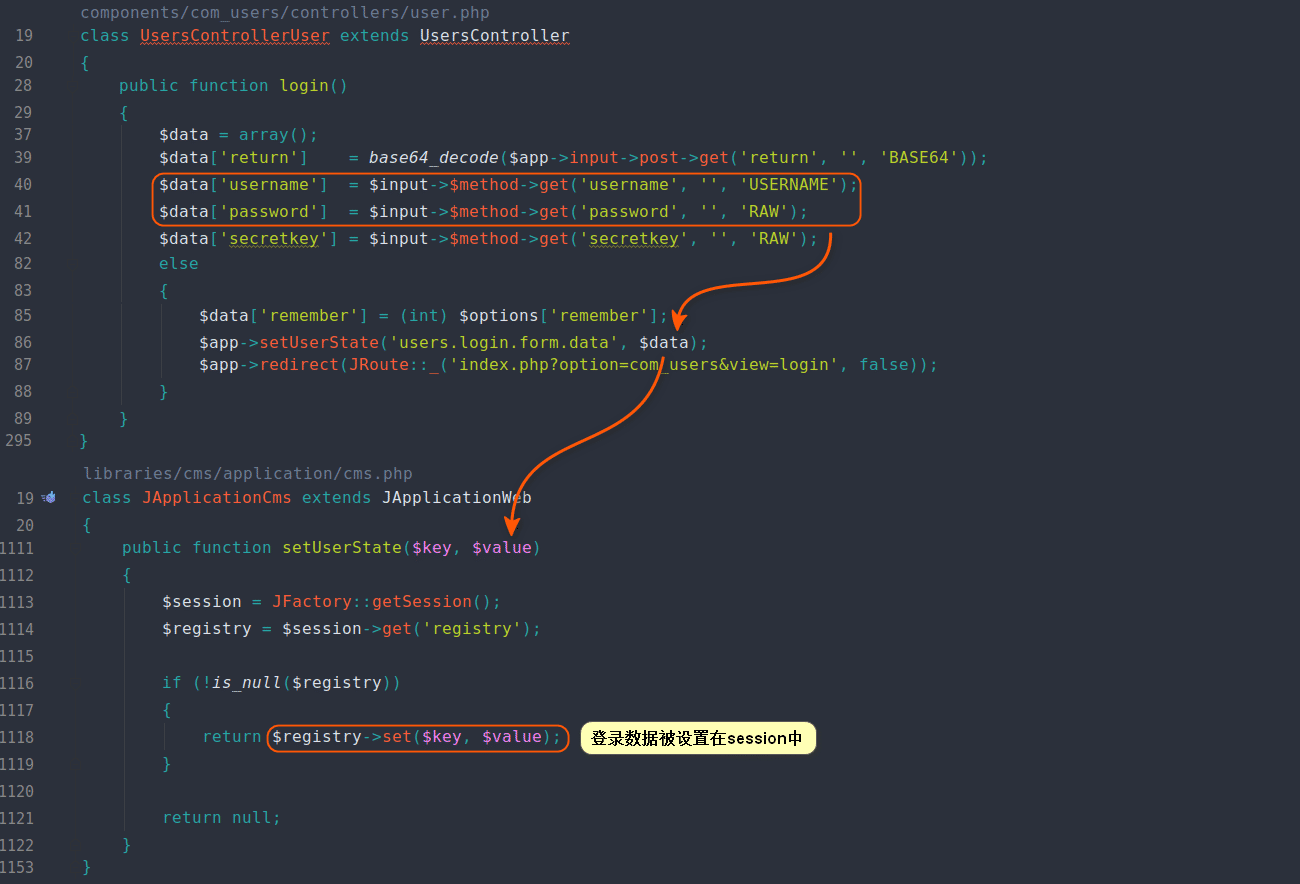 components/com_users/controllers/user.php
19 class UsersControllerUser extends UsersController
20 {
28 public function login()
29 {
37 $data = array();
39 $data['return'] = base64_decode($app->input->post->get('return', '', 'BASE64'));
40 $data['username'] = $input->$method->get('username', '', 'USERNAME');
41 $data['password'] = $input->$method->get('password', '', 'RAW');
42 $data['secretkey'] = $input->$method->get('secretkey', '', 'RAW');
82 else
83 {
85 $data['remember'] = (int) $options['remember'];
86 $app->setUserState('users.login.form.data', $data);
87 $app->redirect(JRoute::_('index.php?option=com_users&view=login', false));
88 }
89 }
295 }
libraries/cms/application/cms.php
19 class JApplicationCms extends JApplicationWeb
20 {
1111 public function setUserState($key, $value)
1112 {
1113 $session = JFactory::getSession();
1114 $registry = $session->get('registry');
1115
1116 if (!is_null($registry))
1117 {
1118 return $registry->set($key, $value); 登录数据被设置在session中
1119 }
1120
1121 return null;
1122 }
1153 }